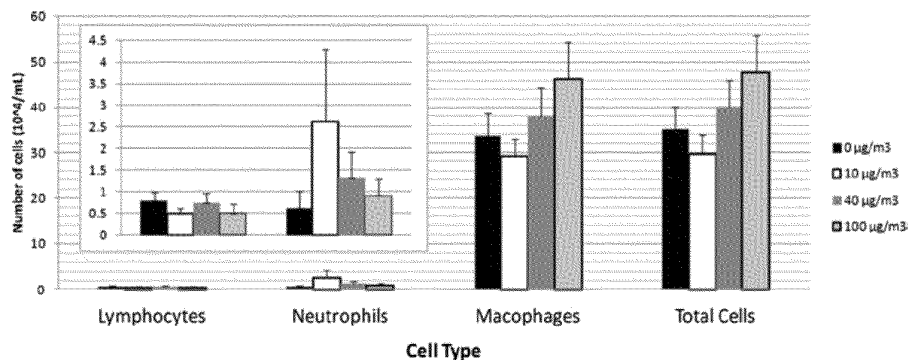 60
50
40
30
20
10
0
Number of cells (10^4/mL)
4.5
4
3.5
3
2.5
2
1.5
1
0.5
0
Lymphocytes
Neutrophils
Macophages
Total Cells
Cell Type
0 µg/m3
10 µg/m3
40 µg/m3
100 µg/m3